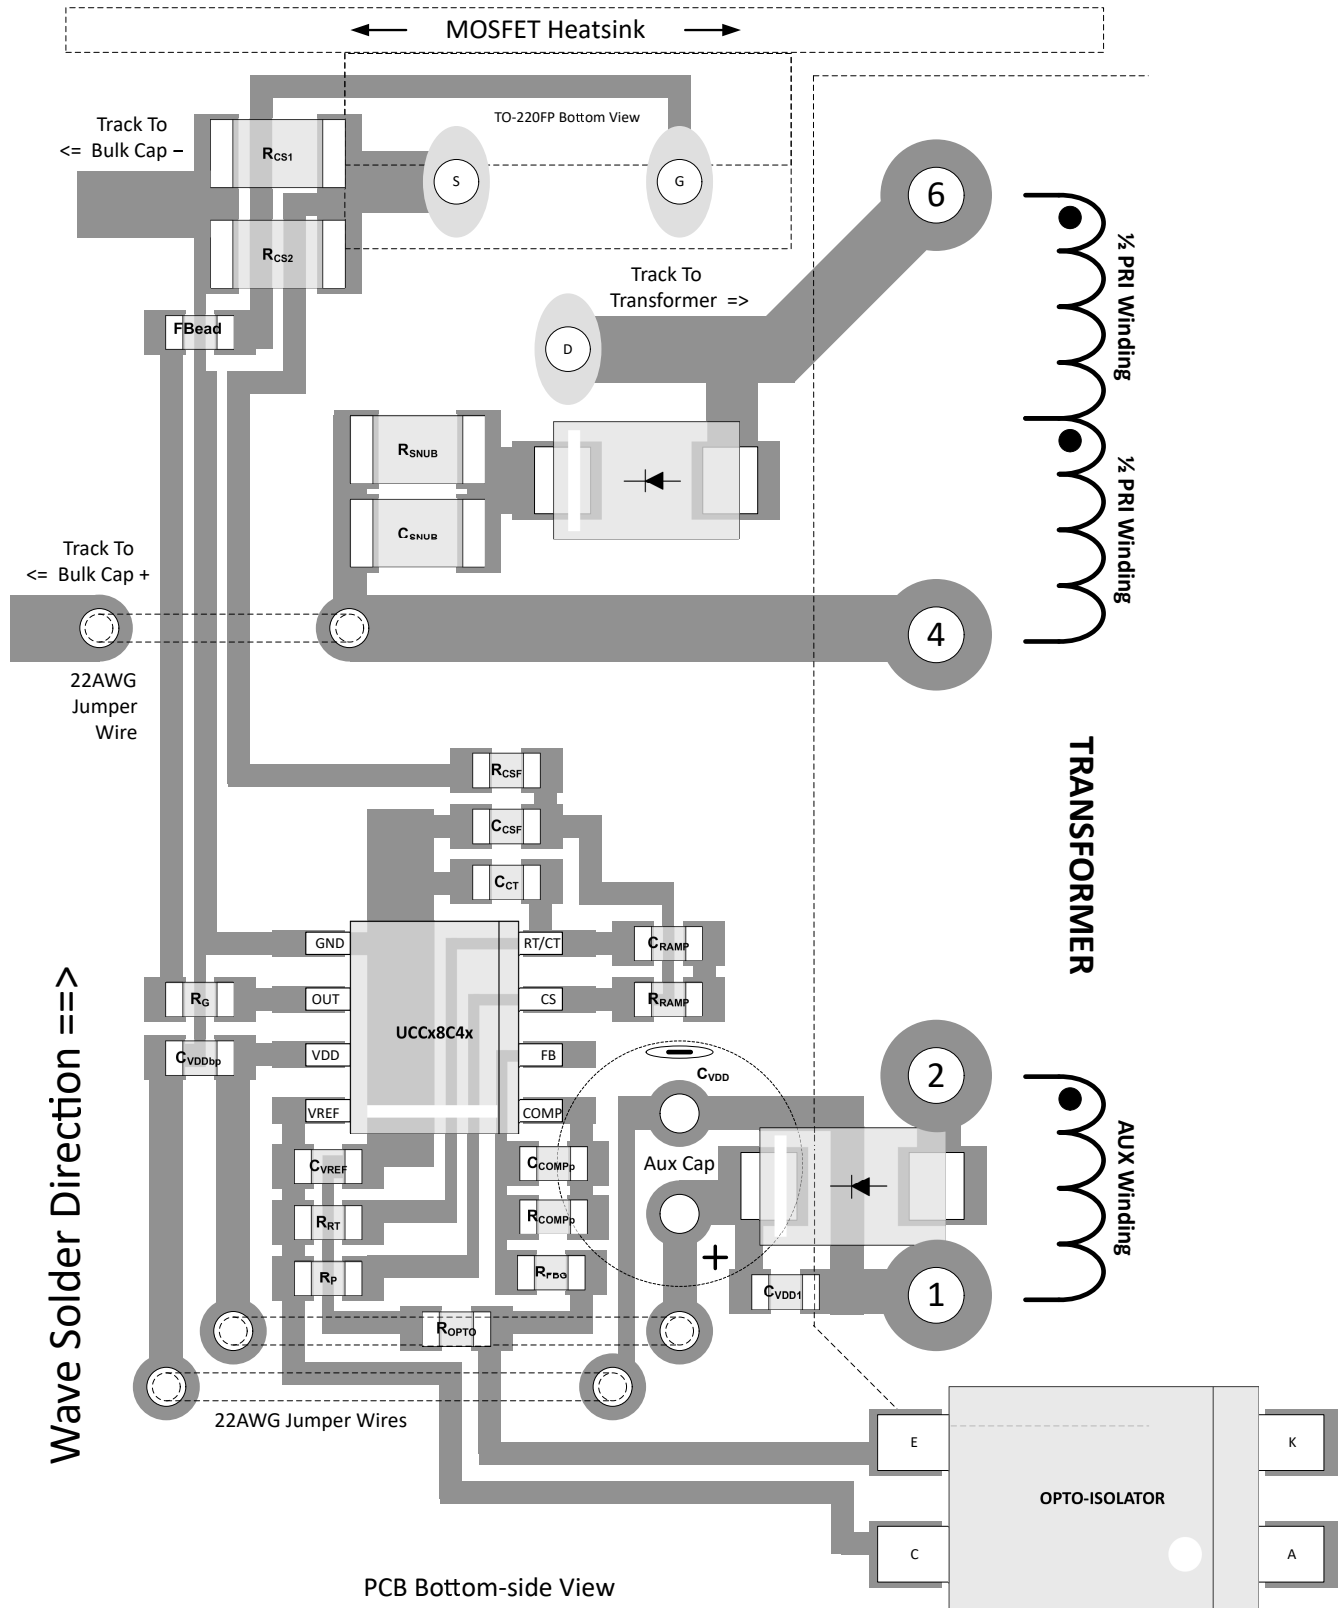 MOSFET Heatsink
TO-220FP Bottom View
Track To
<= Bulk Cap –
RCS1
S
G
6
RCS2
½ PRI Winding
Track To
Transformer =>
FBead
D
RSNUB
CSNUB
½ PRI Winding
Track To
<= Bulk Cap +
4
22AWG
Jumper
Wire
TRANSFORMER
RCSF
CCSF
CCT
GND
RT/CT
CRAMP
RG
OUT
CS
RRAMP
UCCx8C4x
CVDDbp
VDD
FB
CVDD
2
VREF
COMP
CVREF
CCOMPp
Aux Cap
AUX Winding
RRT
RCOMPp
+
RP
RFBG
CVDD1
1
ROPTO
22AWG Jumper Wires
Wave Solder Direction ==>
E
K
OPTO-ISOLATOR
C
A
PCB Bottom-side View